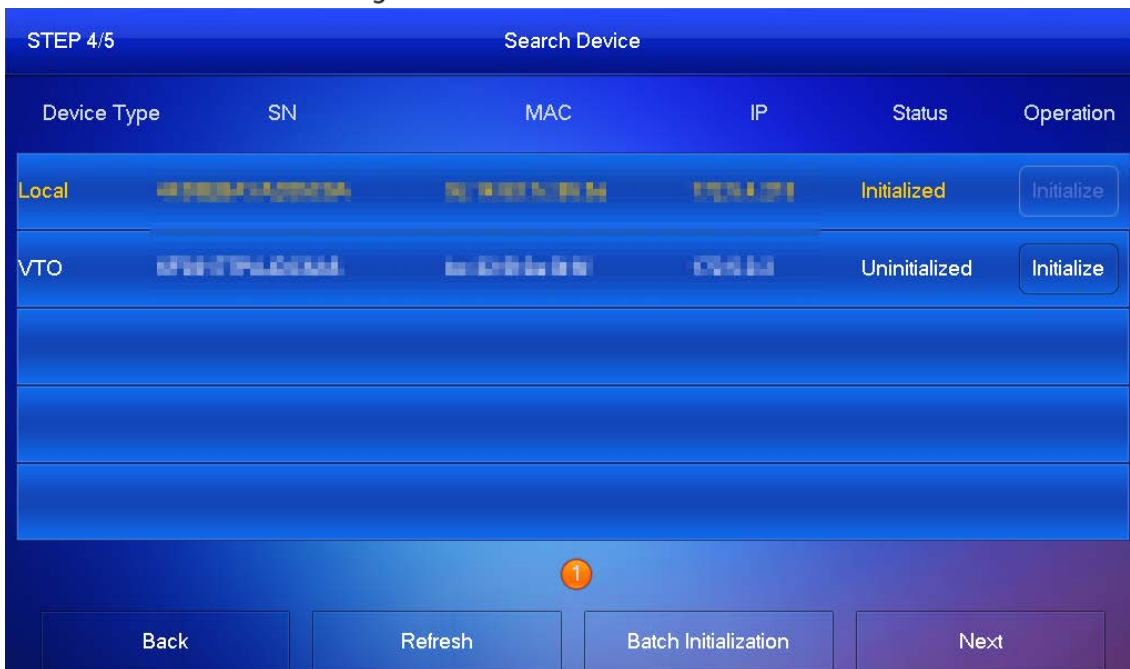 STEP 4/5 Search Device
Device Type SN MAC IP Status Operation
Local Initialized Initialize
VTO Uninitialized Initialize
1
Back Refresh Batch Initialization Next